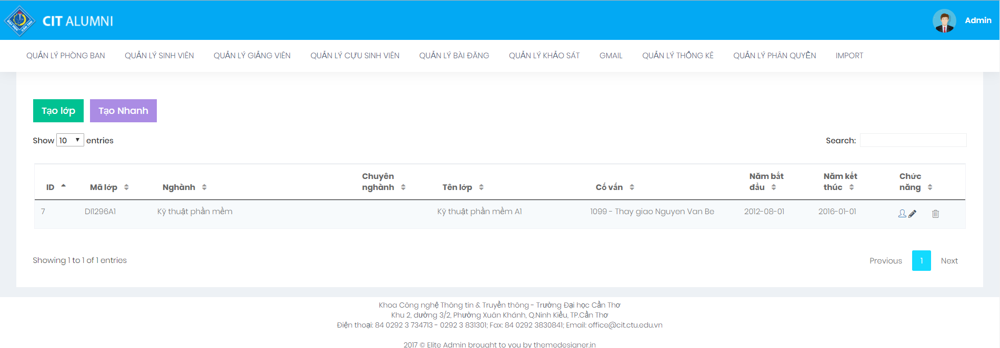 ĐẠI HỌC CẦN THƠ
CIT ALUMNI
Admin
QUẢN LÝ PHÒNG BAN QUẢN LÝ SINH VIÊN QUẢN LÝ GIẢNG VIÊN QUẢN LÝ CỰU SINH VIÊN QUẢN LÝ BÀI ĐĂNG QUẢN LÝ KHẢO SÁT GMAIL QUẢN LÝ THỐNG KÊ QUẢN LÝ PHÂN QUYỀN IMPORT
Tạo lớp Tạo Nhanh
Show 10 entries Search:
ID Mã lớp Nghành Chuyên nghành Tên lớp Cố vấn Năm bắt đầu Năm kết thúc Chức năng
7 DI1296A1 Kỹ thuật phần mềm Kỹ thuật phần mềm A1 1099 - Thay giao Nguyen Van Be 2012-08-01 2016-01-01
Showing 1 to 1 of 1 entries Previous 1 Next
Khoa Công nghệ Thông tin & Truyền thông - Trường Đại học Cần Thơ
Khu 2, đường 3/2, Phường Xuân Khánh, Q.Ninh Kiều, TP.Cần Thơ
Điện thoại: 84 0292 3 734713 - 0292 3 831301; Fax: 84 0292 3830841; Email: office@cit.ctu.edu.vn
2017 © Elite Admin brought to you by themedesigner.in